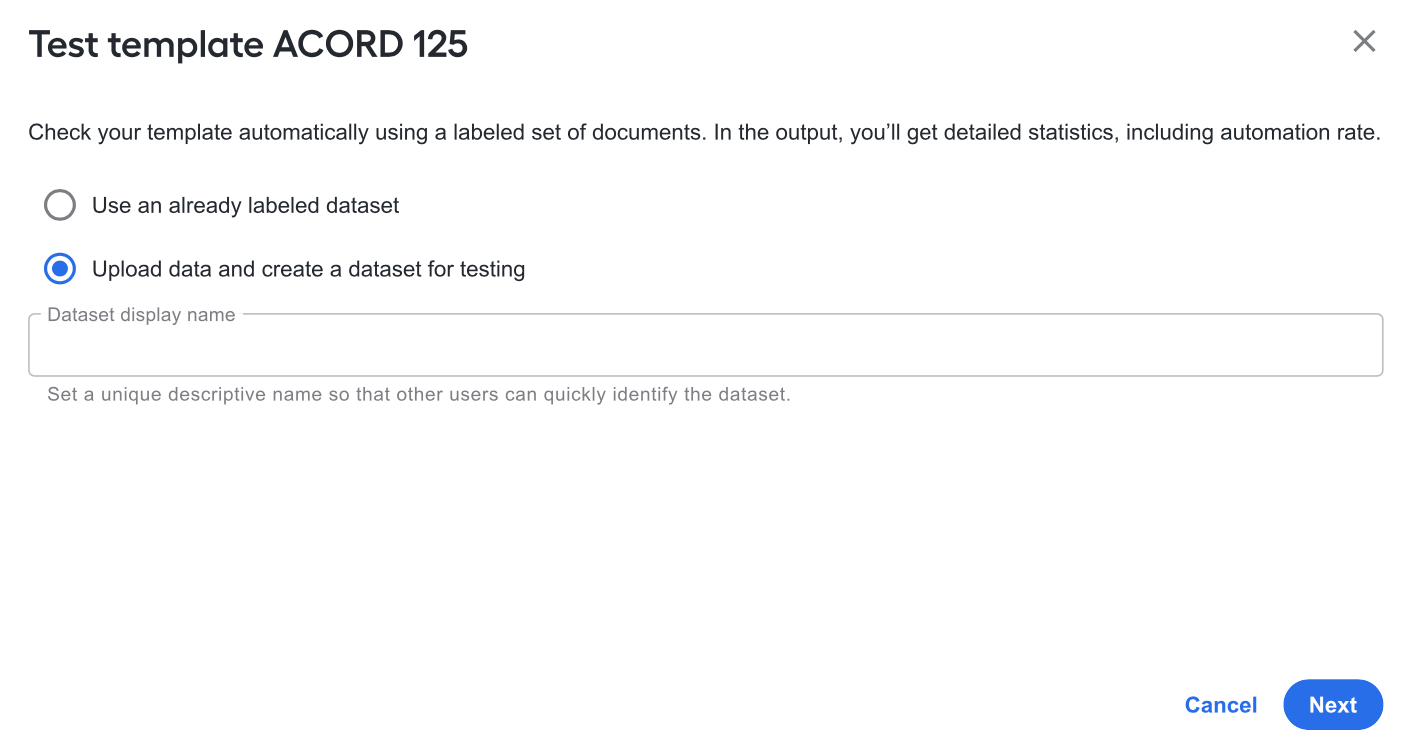 Test template ACORD 125
Check your template automatically using a labeled set of documents. In the output, you’ll get detailed statistics, including automation rate.
Use an already labeled dataset
Upload data and create a dataset for testing
Dataset display name
Set a unique descriptive name so that other users can quickly identify the dataset.
Cancel
Next